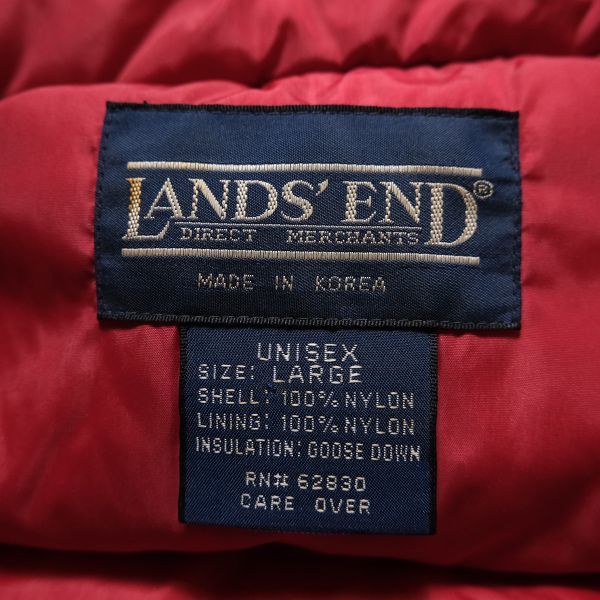 LANDS' END®
DIRECT MERCHANTS
MADE IN KOREA
UNISEX
SIZE: LARGE
SHELL: 100% NYLON
LINING: 100% NYLON
INSULATION: GOOSE DOWN
RN# 62830
CARE OVER